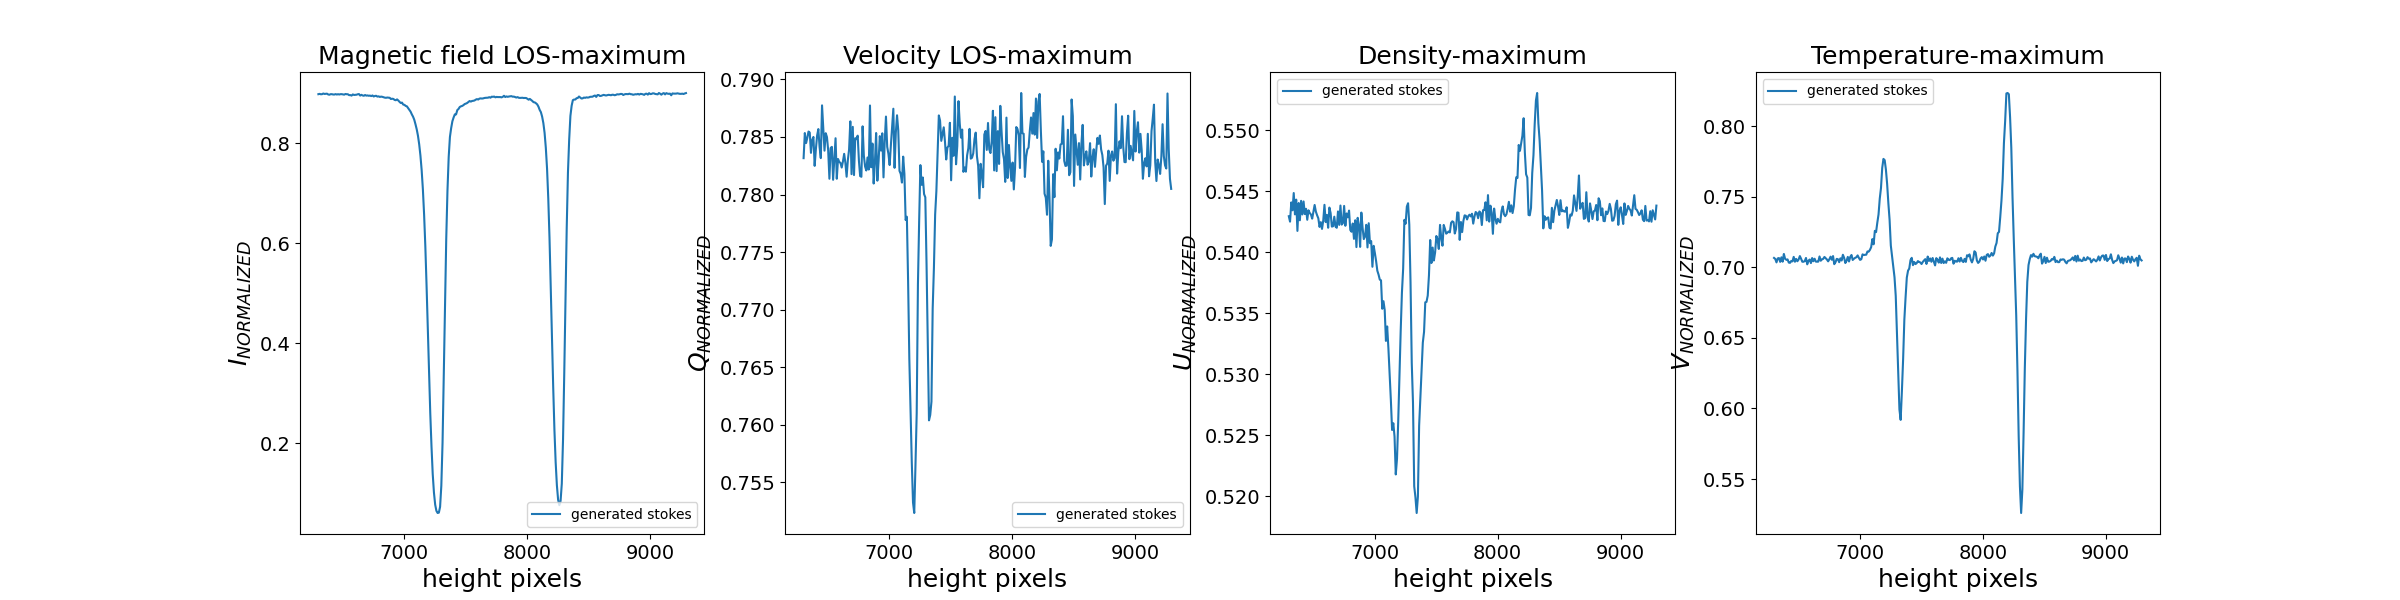 Magnetic field LOS-maximum
I NORMALIZED
0.8
0.6
0.4
0.2
generated stokes
7000 8000 9000
height pixels
Velocity LOS-maximum
Q NORMALIZED
0.790
0.785
0.780
0.775
0.770
0.765
0.760
0.755
generated stokes
7000 8000 9000
height pixels
Density-maximum
U NORMALIZED
generated stokes
0.550
0.545
0.540
0.535
0.530
0.525
0.520
7000 8000 9000
height pixels
Temperature-maximum
V NORMALIZED
generated stokes
0.80
0.75
0.70
0.65
0.60
0.55
7000 8000 9000
height pixels